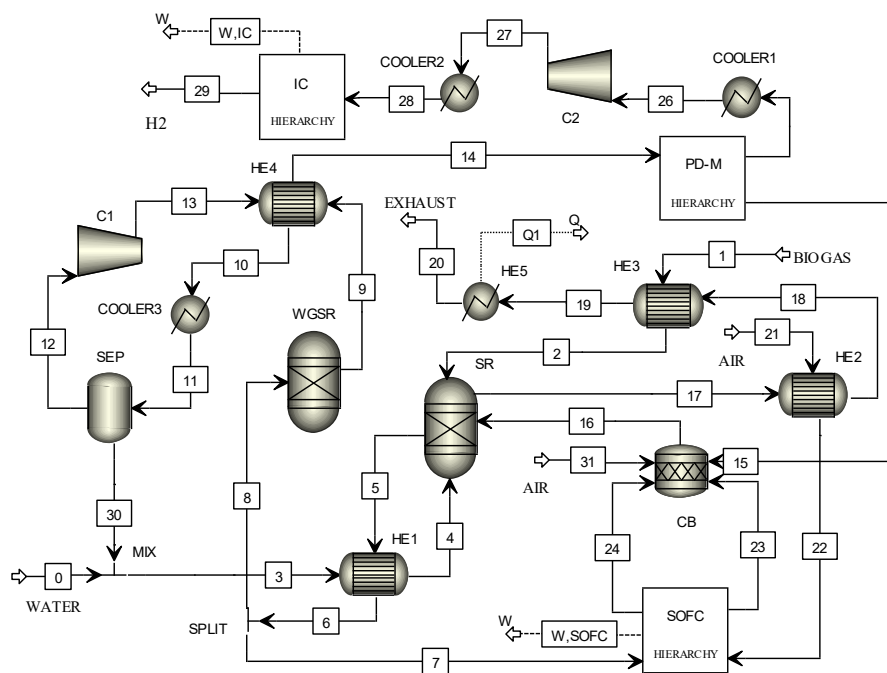 W
W,IC
27
COOLER2
COOLER1
IC
HIERARCHY
29
28
26
H2
C2
14
PD-M
HIERARCHY
HE4
C1
13
EXHAUST
Q1
Q
1
BIOGAS
20
HE3
HE5
10
9
COOLER3
19
18
WGSR
12
21
AIR
SEP
2
HE2
11
SR
17
16
8
31
15
AIR
5
CB
30
4
24
23
22
HE1
MIX
0
3
WATER
SOFC
6
W
W,SOFC
HIERARCHY
SPLIT
7